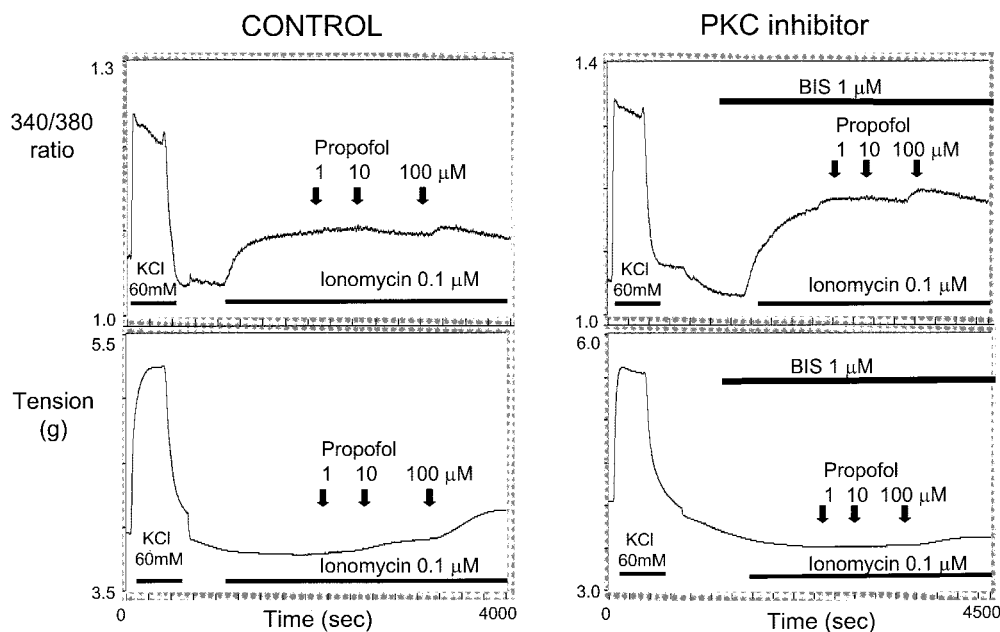 CONTROL
1.3
340/380
ratio
Propofol
1 10 100 μM
KCl
60mM
Ionomycin 0.1 μM
1.0
5.5
Tension
(g)
Propofol
1 10 100 μM
KCl
60mM
Ionomycin 0.1 μM
3.5
0 Time (sec) 4000
PKC inhibitor
1.4
BIS 1 μM
Propofol
1 10 100 μM
KCl
60mM
Ionomycin 0.1 μM
1.0
6.0
BIS 1 μM
Propofol
1 10 100 μM
KCl
60mM
Ionomycin 0.1 μM
3.0
0 Time (sec) 4500